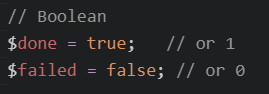 // Boolean
$done = true;   // or 1
$failed = false; // or 0